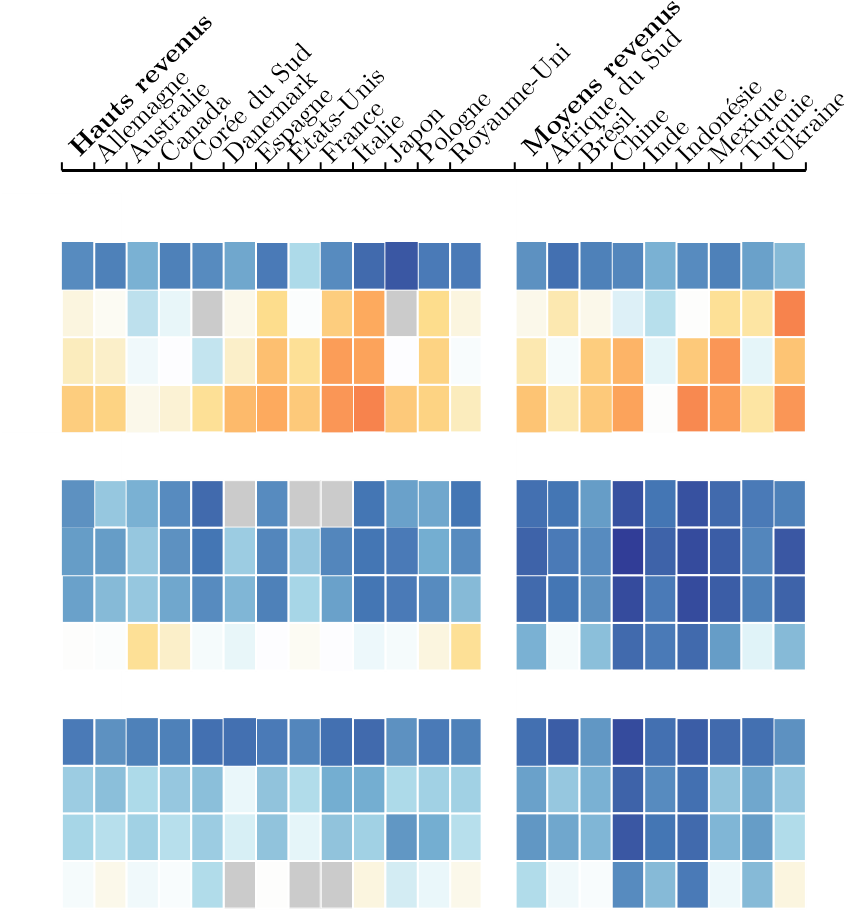 Hauts revenus
Allemagne
Australie
Canada
Corée du Sud
Danemark
Espagne
Etats-Unis
France
Italie
Japon
Pologne
Royaume-Uni
Moyens revenus
Afrique du Sud
Brésil
Chine
Inde
Indonésie
Mexique
Turquie
Ukraine